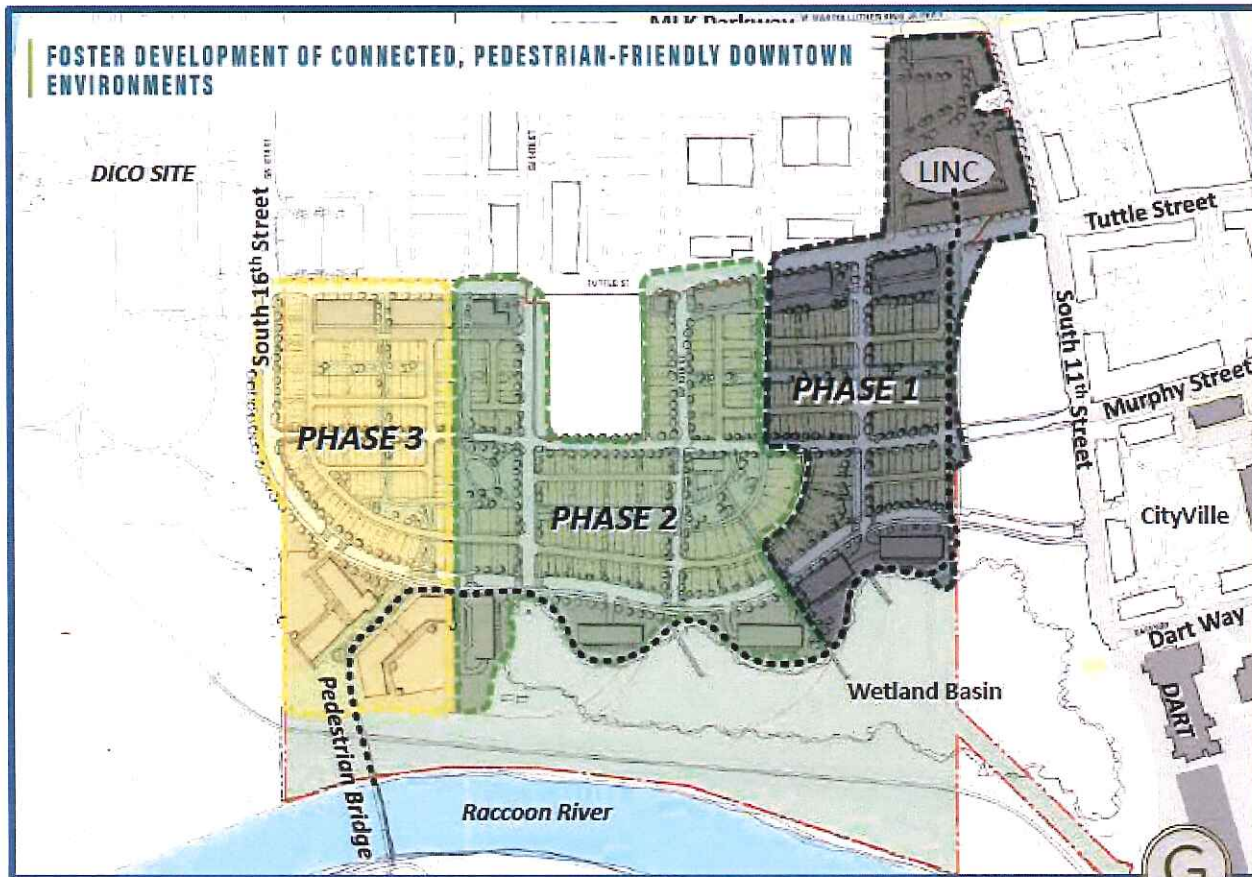 MLK Parkway
FOSTER DEVELOPMENT OF CONNECTED, PEDESTRIAN-FRIENDLY DOWNTOWN
ENVIRONMENTS
DICO SITE
South 16th Street
LINC
Tuttle Street
TUTTLE ST
South 11th Street
PHASE 1
Murphy Street
PHASE 3
PHASE 2
CityVille
Dart Way
Wetland Basin
DART
Pedestrian Bridge
Raccoon River
G